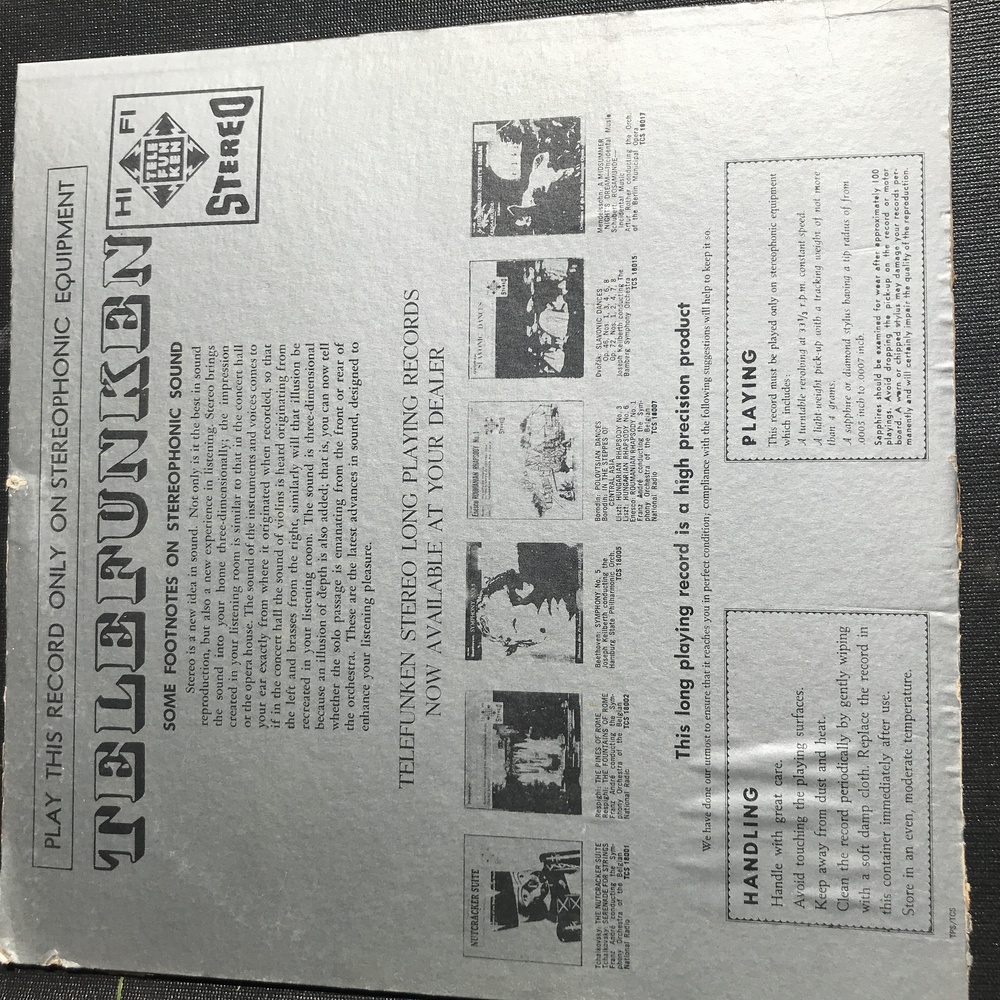 PLAY THIS RECORD ONLY ON STEREOPHONIC EQUIPMENT
TELEFUNKEN
HI FI
TELE
FUN
KEN
STEREO
SOME FOOTNOTES ON STEREOPHONIC SOUND
Stereo is a new idea in sound. Not only is it the best in sound
reproduction, but also a new experience in listening. Stereo brings
the sound into your home three-dimensionally; the impression
created in your listening room is similar to that in the concert hall
or the opera house. The sound of the instruments and voices comes to
your ear exactly from where it originated when recorded, so that
if in the concert hall the sound of violins is heard originating from
the left and brasses from the right, similarly will that illusion be
recreated in your listening room. The sound is three-dimensional
because an illusion of depth is also added; that is, you can now tell
whether the solo passage is emanating from the front or rear of
the orchestra. These are the latest advances in sound, designed to
enhance your listening pleasure.
TELEFUNKEN STEREO LONG PLAYING RECORDS
NOW AVAILABLE AT YOUR DEALER
NUTCRACKER SUITE
STEREO
SYMPHONY NO. 5
Enesco ROUMANIAN RHAPSODY No. 1
STEREO
SLAVONIC DANCES
STEREO
A MIDSUMMER NIGHT'S DREAM
ROSAMUNDE
Tchaikovsky: THE NUTCRACKER SUITE
Tchaikovsky: SERENADE FOR STRINGS
Franz André conducting the Sym-
phony Orchestra of the Belgian
National Radio TCS 18001
Respighi: THE PINES OF ROME
Respighi: THE FOUNTAINS OF ROME
Franz André conducting the Sym-
phony Orchestra of the Belgian
National Radio TCS 18002
Beethoven: SYMPHONY No. 5
Joseph Keilberth conducting the
Hamburg State Philharmonic Orch.
TCS 18005
Borodin: POLOVTSIAN DANCES
Borodin: IN THE STEPPES OF
CENTRAL ASIA
Liszt: HUNGARIAN RHAPSODY No. 3
Liszt: HUNGARIAN RHAPSODY No. 6
Enesco: ROUMANIAN RHAPSODY No. 1
Franz André conducting the Sym-
phony Orchestra of the Belgian
National Radio TCS 18007
Dvořák: SLAVONIC DANCES
Op. 46, Nos. 1, 3, 4, 6, 8
Op. 72, Nos. 1, 2, 4, 7, 8
Joseph Keilberth conducting The
Bamberg Symphony Orchestra
TCS 18015
Mendelssohn: A MIDSUMMER
NIGHT'S DREAM—Incidental Music
Schubert: ROSAMUNDE—
Incidental Music
Artur Rother conducting the Orch.
of the Berlin Municipal Opera
TCS 18017
This long playing record is a high precision product
We have done our utmost to ensure that it reaches you in perfect condition; compliance with the following suggestions will help to keep it so.
HANDLING
Handle with great care.
Avoid touching the playing surfaces.
Keep away from dust and heat.
Clean the record periodically by gently wiping
with a soft damp cloth. Replace the record in
this container immediately after use.
Store in an even, moderate temperature.
PLAYING
This record must be played only on stereophonic equipment
which includes:
A turntable revolving at 33 1/3 r.p.m. constant speed.
A light-weight pick-up with a tracking weight of not more
than 4 grams.
A sapphire or diamond stylus having a tip radius of from
.0005 inch to .0007 inch.
Sapphires should be examined for wear after approximately 100
playings. Avoid dropping the pick-up on the record or motor
board. A worn or chipped stylus may damage your records per-
manently and will certainly impair the quality of the reproduction.
TPS/TCS